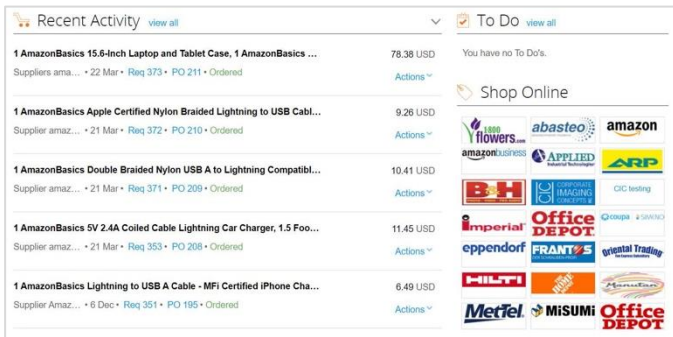 Recent Activity view all
1 AmazonBasics 15.6-Inch Laptop and Tablet Case, 1 AmazonBasics ...
78.38 USD
Suppliers ama... • 22 Mar • Req 373 • PO 211 • Ordered
Actions
1 AmazonBasics Apple Certified Nylon Braided Lightning to USB Cabl...
9.26 USD
Supplier amaz... • 21 Mar • Req 372 • PO 210 • Ordered
Actions
1 AmazonBasics Double Braided Nylon USB A to Lightning Compatibl...
10.41 USD
Supplier amaz... • 21 Mar • Req 371 • PO 209 • Ordered
Actions
1 AmazonBasics 5V 2.4A Coiled Cable Lightning Car Charger, 1.5 Foo...
11.45 USD
Supplier amaz... • 21 Mar • Req 353 • PO 208 • Ordered
Actions
1 AmazonBasics Lightning to USB A Cable - MFi Certified iPhone Cha...
6.49 USD
Supplier Amaz... • 6 Dec • Req 351 • PO 195 • Ordered
Actions
To Do view all
You have no To Do's.
Shop Online
1-800 flowers.com abasteo amazon
amazonbusiness APPLIED ARP
B&H CIC CORPORATE IMAGING CONCEPTS CIC testing
imperial Office DEPOT coupa
eppendorf FRANTOS Oriental Trading
HILTI THE HOME DEPOT Manutan
MetTel MiSUMi Office DEPOT